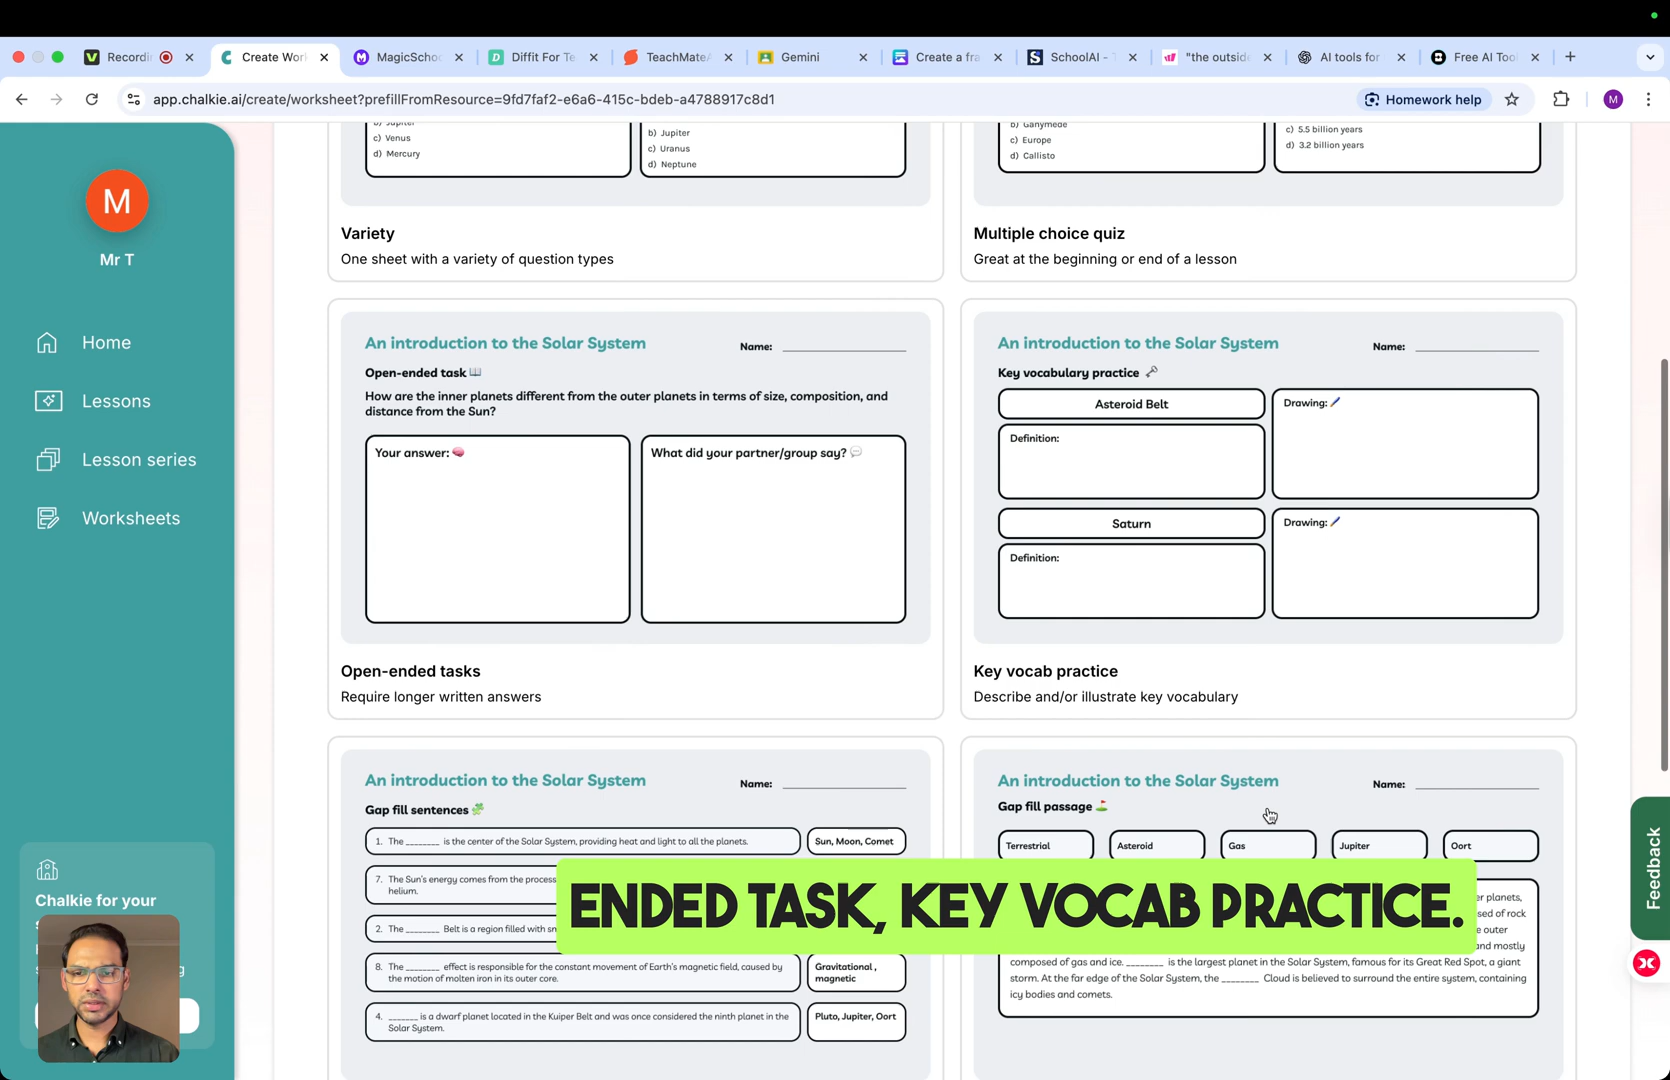 Recordin
Create Wor
MagicSchoo
Diffit For Te
TeachMateA
Gemini
Create a fra
SchoolAI - T
"the outside
AI tools for
Free AI Tool
app.chalkie.ai/create/worksheet?prefillFromResource=9fd7faf2-e6a6-415c-bdeb-a4788917c8d1
Homework help
M
M
Mr T
Home
Lessons
Lesson series
Worksheets
Chalkie for your
b) Jupiter
c) Venus
d) Mercury
b) Jupiter
c) Uranus
d) Neptune
Variety
One sheet with a variety of question types
b) Ganymede
c) Europe
d) Callisto
c) 5.5 billion years
d) 3.2 billion years
Multiple choice quiz
Great at the beginning or end of a lesson
An introduction to the Solar System
Name:
Open-ended task
How are the inner planets different from the outer planets in terms of size, composition, and
distance from the Sun?
Your answer:
What did your partner/group say?
Open-ended tasks
Require longer written answers
An introduction to the Solar System
Name:
Key vocabulary practice
Asteroid Belt
Drawing:
Definition:
Saturn
Drawing:
Definition:
Key vocab practice
Describe and/or illustrate key vocabulary
An introduction to the Solar System
Name:
Gap fill sentences
1. The ________ is the center of the Solar System, providing heat and light to all the planets.
Sun, Moon, Comet
7. The Sun's energy comes from the process
helium.
2. The ________ Belt is a region filled with sm
8. The ________ effect is responsible for the constant movement of Earth's magnetic field, caused by
the motion of molten iron in its outer core.
Gravitational,
magnetic
4. ________ is a dwarf planet located in the Kuiper Belt and was once considered the ninth planet in the
Solar System.
Pluto, Jupiter, Oort
An introduction to the Solar System
Name:
Gap fill passage
Terrestrial
Asteroid
Gas
Jupiter
Oort
er planets,
sed of rock
e outer
and mostly
composed of gas and ice. ________ is the largest planet in the Solar System, famous for its Great Red Spot, a giant
storm. At the far edge of the Solar System, the ________ Cloud is believed to surround the entire system, containing
icy bodies and comets.
ENDED TASK, KEY VOCAB PRACTICE.
Feedback